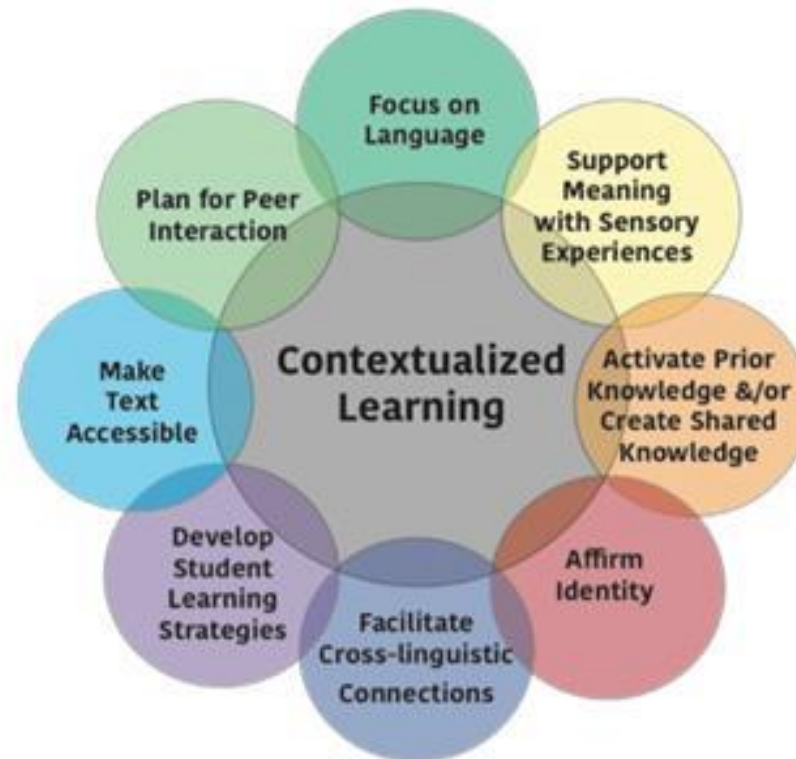 Focus on
Language
Support
Meaning
with Sensory
Experiences
Activate Prior
Knowledge &/or
Create Shared
Knowledge
Affirm
Identity
Facilitate
Cross-linguistic
Connections
Develop
Student
Learning
Strategies
Make
Text
Accessible
Plan for Peer
Interaction
Contextualized
Learning